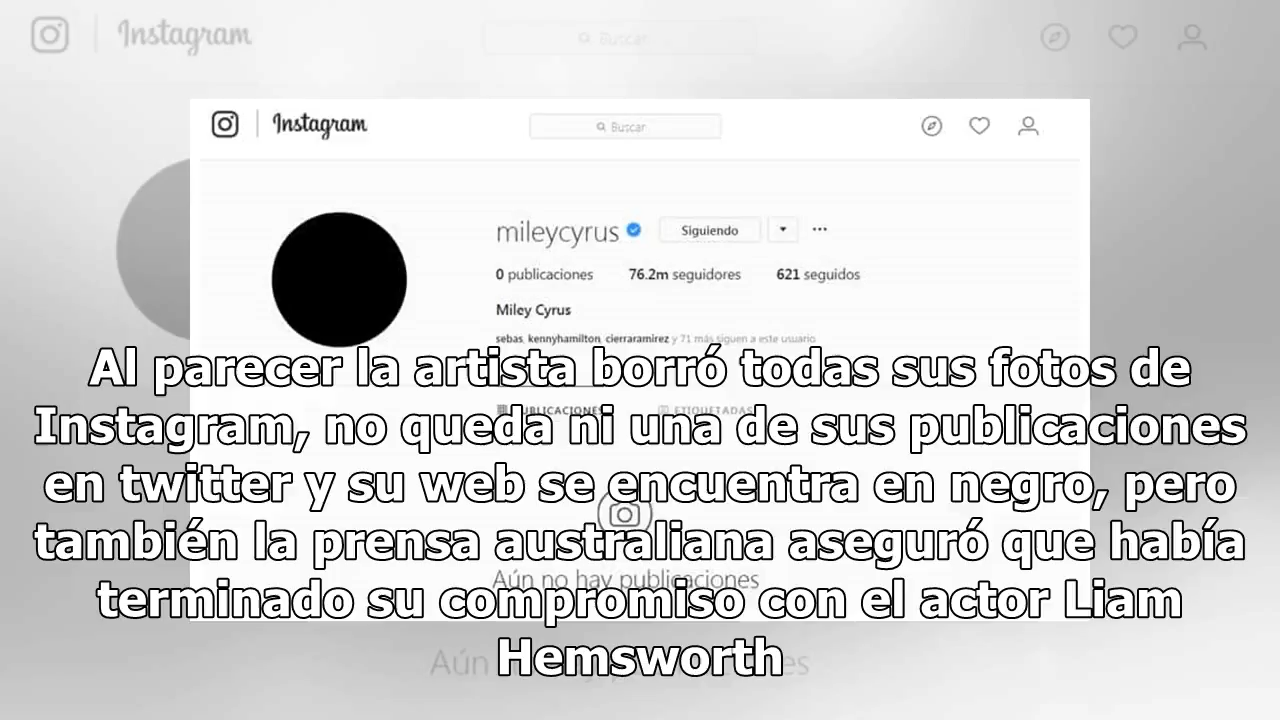 Instagram
Buscar
Instagram
Buscar
mileycyrus
Siguiendo
0 publicaciones 76.2m seguidores 621 seguidos
Miley Cyrus
sebas, kennyhamilton, cierraramirez y 71 más siguen a este usuario
Al parecer la artista borró todas sus fotos de
PUBLICACIONES ETIQUETADAS
Instagram, no queda ni una de sus publicaciones
en twitter y su web se encuentra en negro, pero
también la prensa australiana aseguró que había
Aún no hay publicaciones
terminado su compromiso con el actor Liam
Hemsworth
Aún